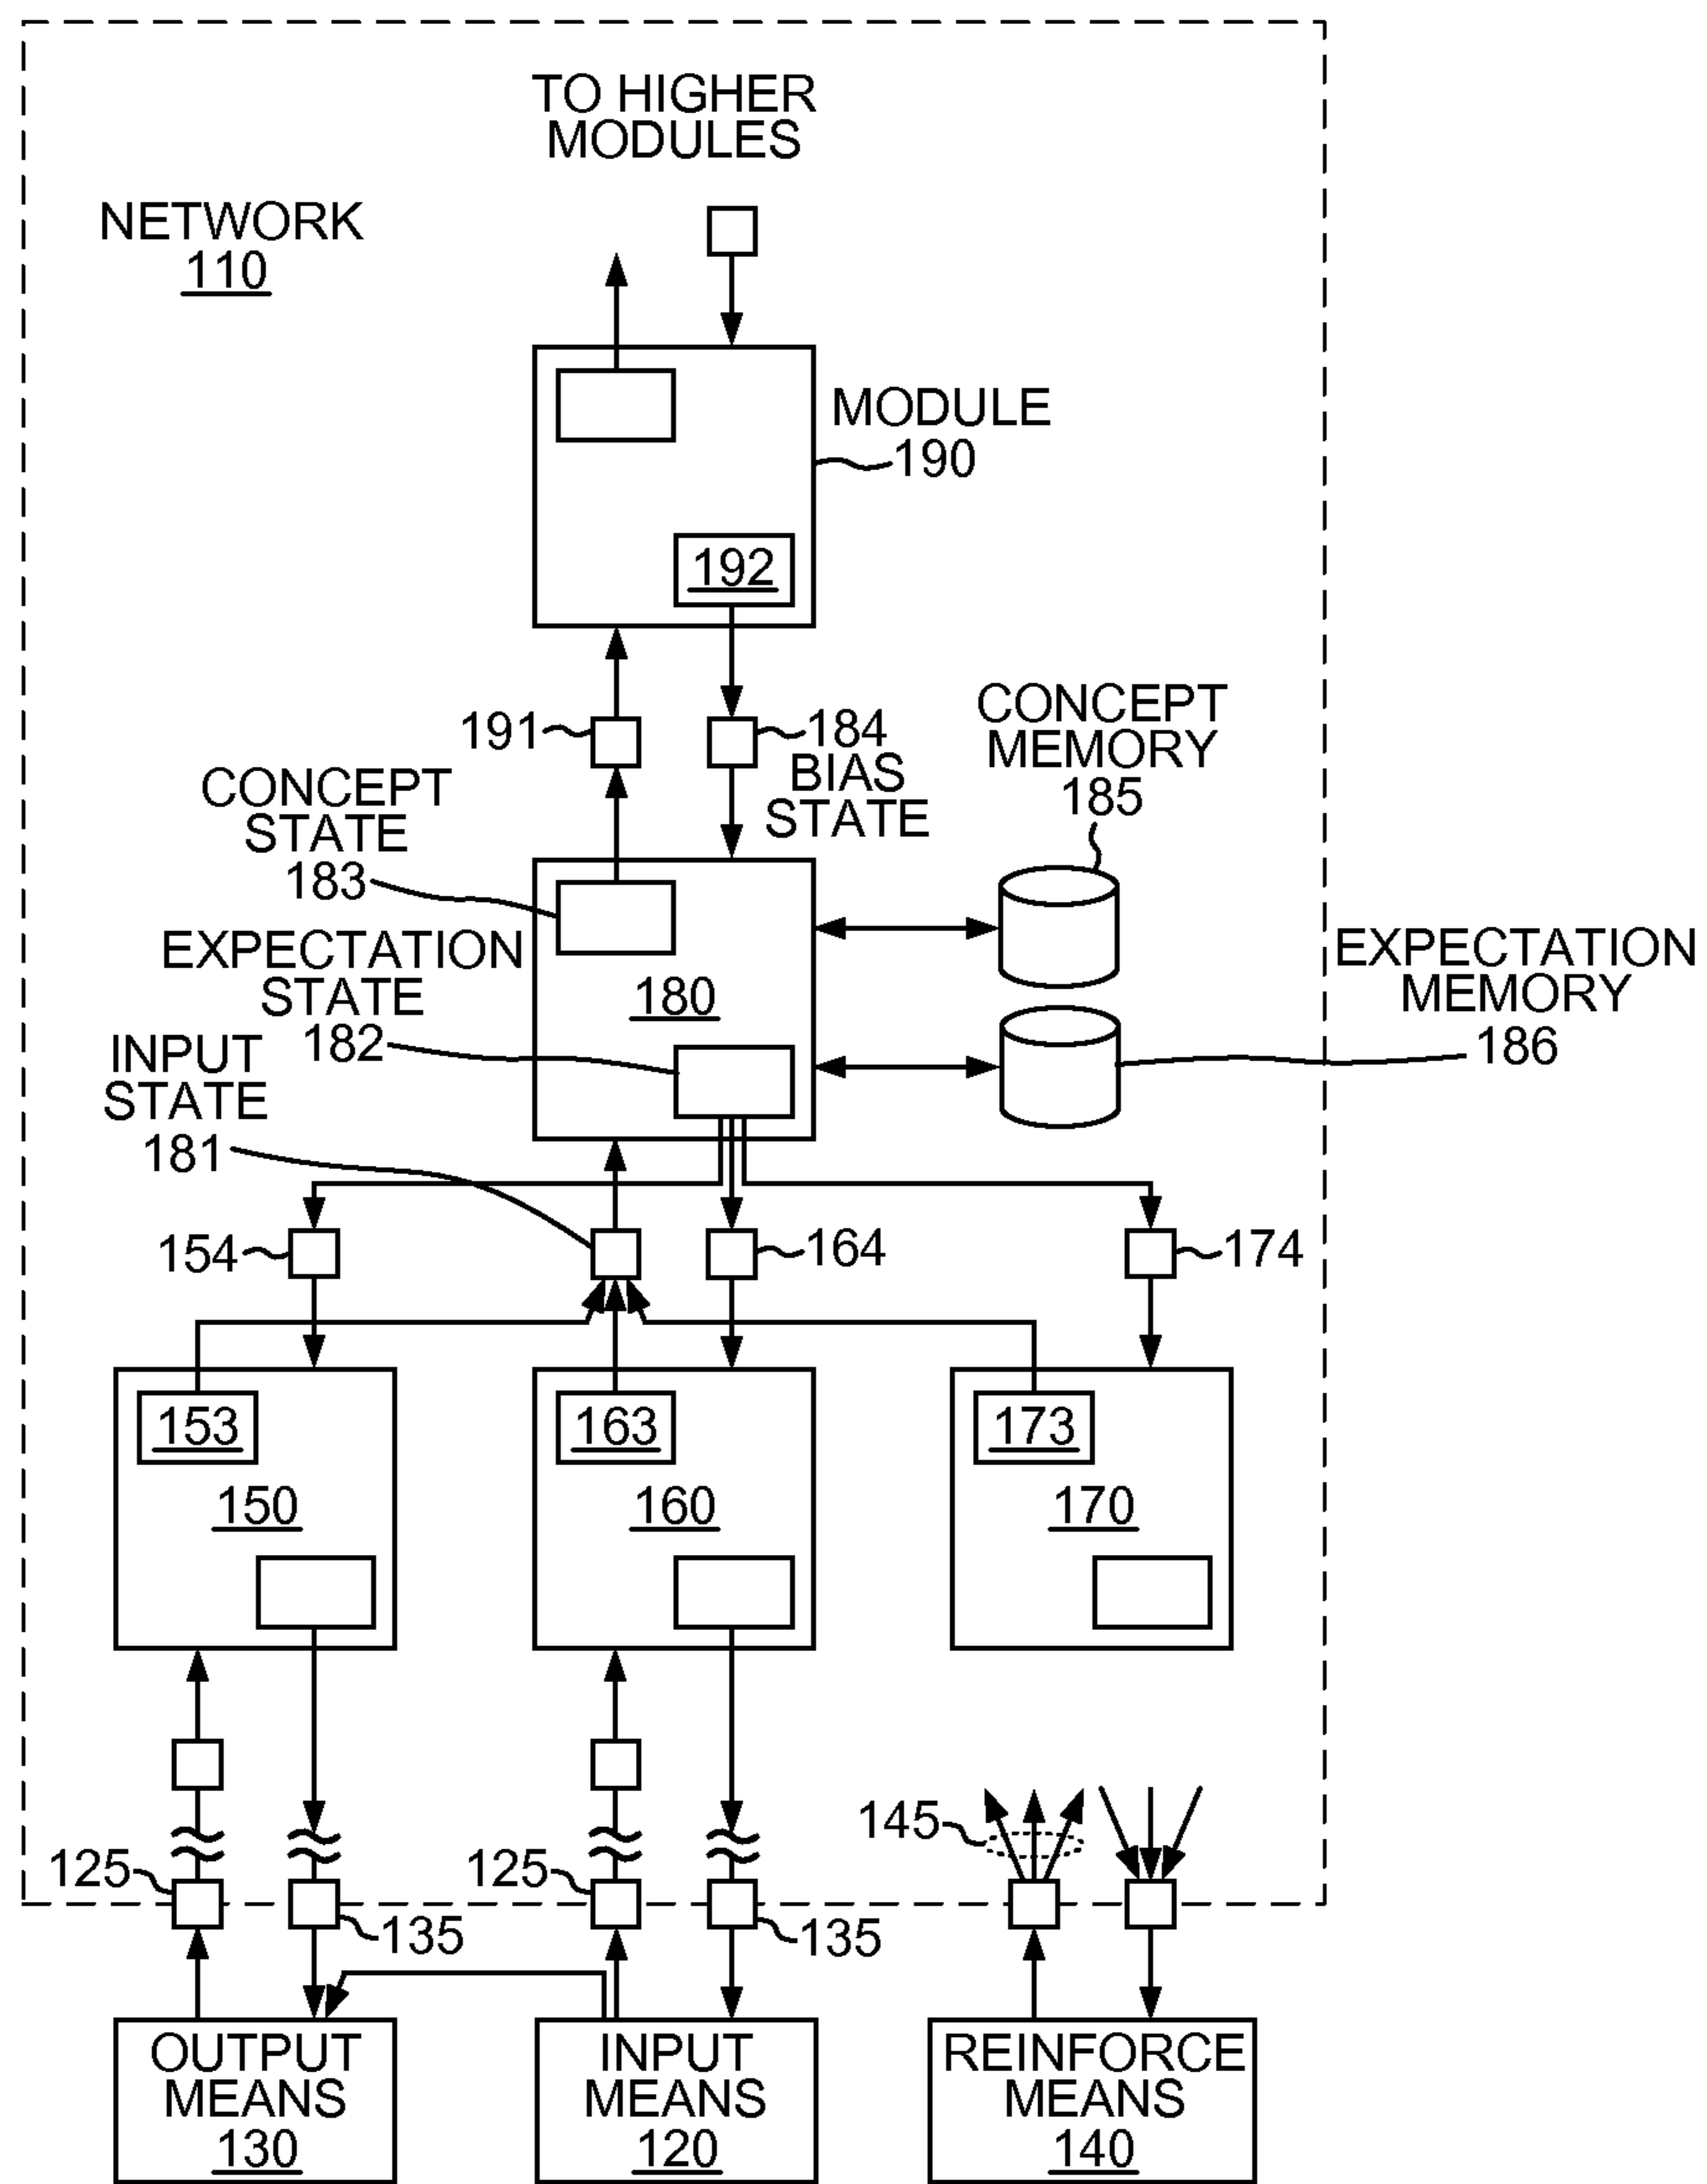 TO HIGHER
MODULES
NETWORK
110
MODULE
190
192
191
184
BIAS
STATE
CONCEPT
MEMORY
185
CONCEPT
STATE
183
EXPECTATION
STATE
182
180
EXPECTATION
MEMORY
186
INPUT
STATE
181
154
164
174
153
163
173
150
160
170
145
125
125
135
135
OUTPUT
MEANS
130
INPUT
MEANS
120
REINFORCE
MEANS
140